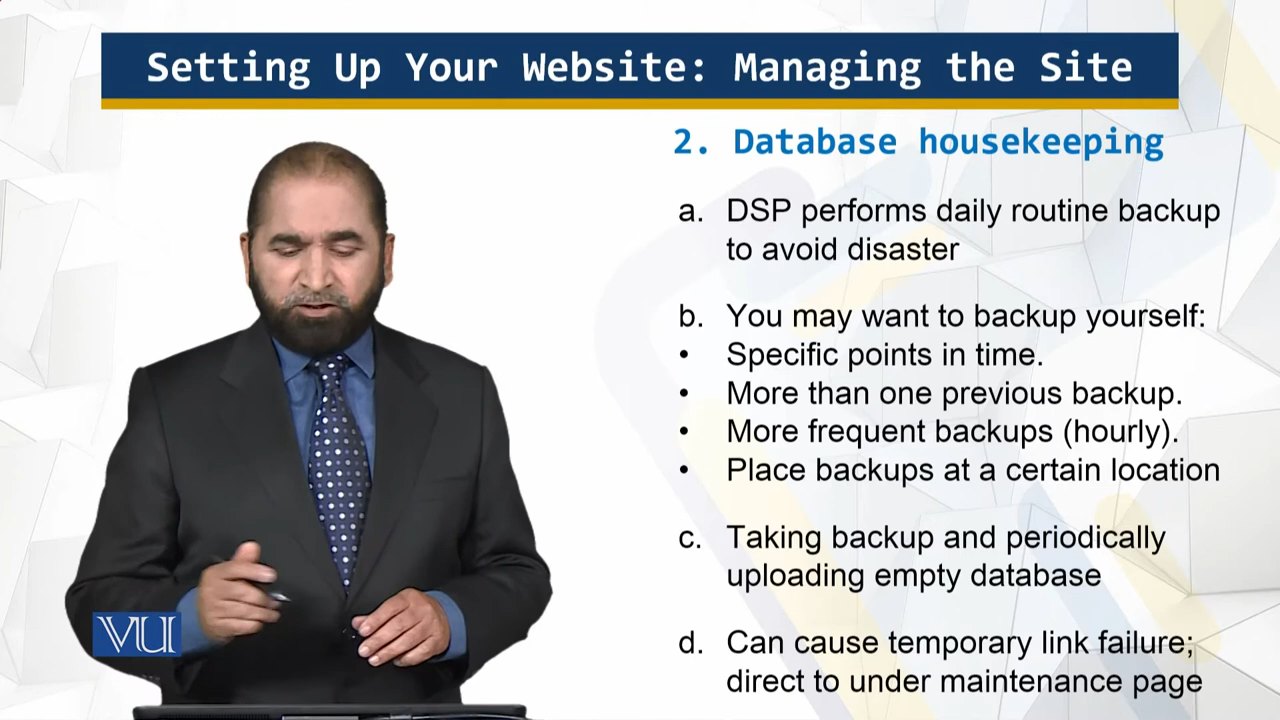 Setting Up Your Website: Managing the Site
2. Database housekeeping
a. DSP performs daily routine backup
to avoid disaster
b. You may want to backup yourself:
• Specific points in time.
• More than one previous backup.
• More frequent backups (hourly).
• Place backups at a certain location
c. Taking backup and periodically
uploading empty database
d. Can cause temporary link failure;
direct to under maintenance page
VU